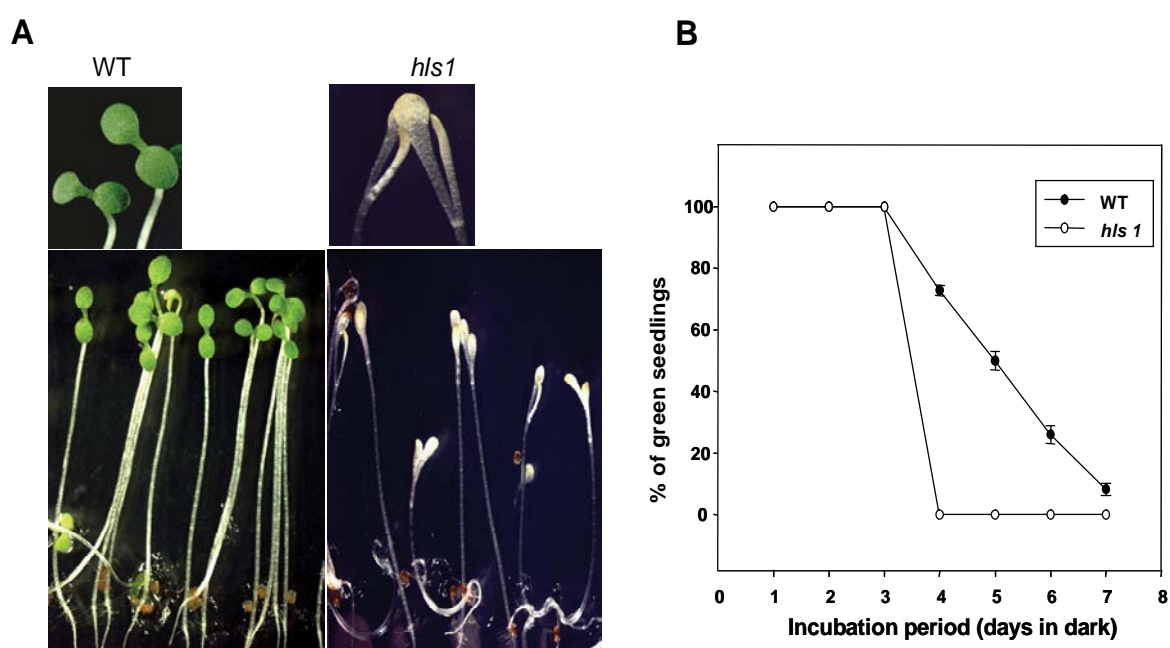 A
WT
hls1
B
100
80
60
40
20
0
% of green seedlings
WT
hls 1
0 1 2 3 4 5 6 7 8
Incubation period (days in dark)